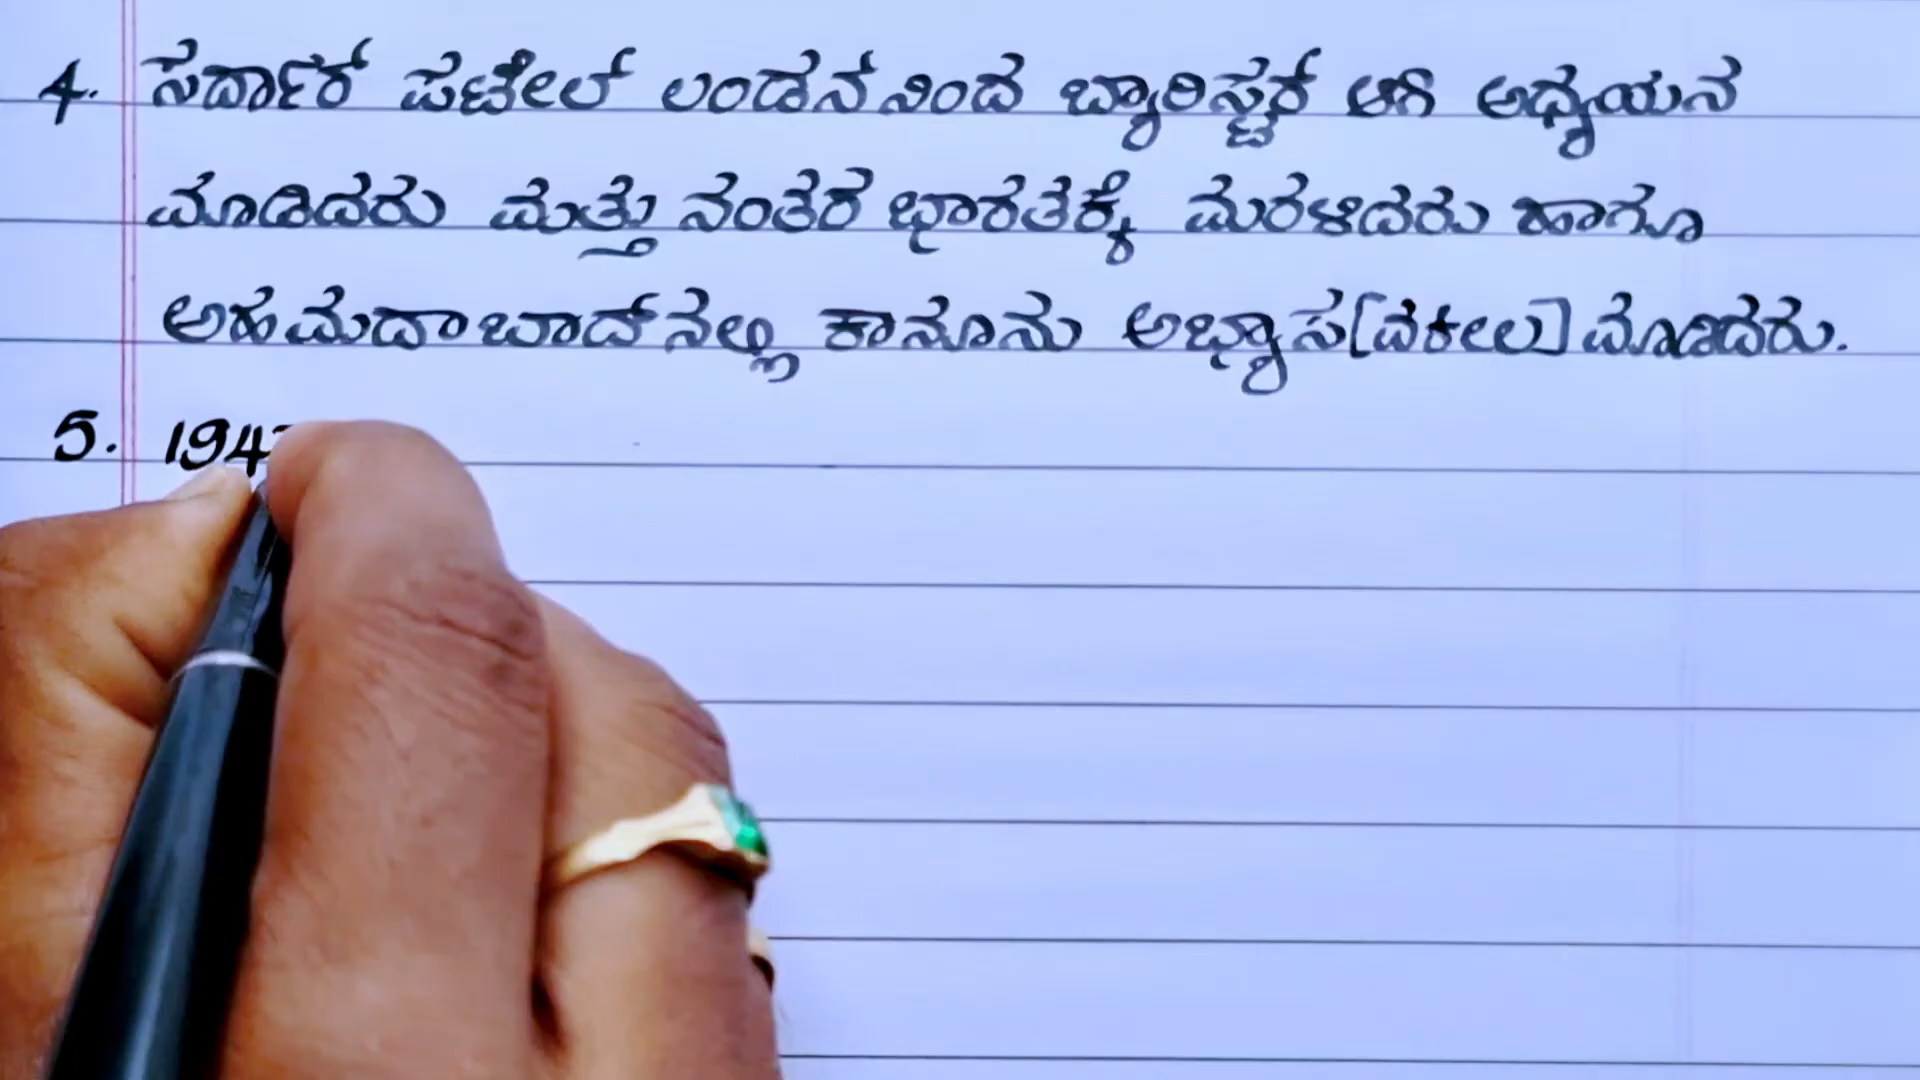 4. ಸರ್ದಾರ್ ಪಟೇಲ್ ಲಂಡನ್ ನಿಂದ ಬ್ಯಾರಿಸ್ಟರ್ ಆಗಿ ಅಧ್ಯಯನ
ಮಾಡಿದರು ಮತ್ತು ನಂತರ ಭಾರತಕ್ಕೆ ಮರಳಿದರು ಹಾಗೂ
ಅಹಮದಾಬಾದ್‌ನಲ್ಲಿ ಕಾನೂನು ಅಭ್ಯಾಸ[ವಕೀಲ] ಮಾಡಿದರು.
5. 194